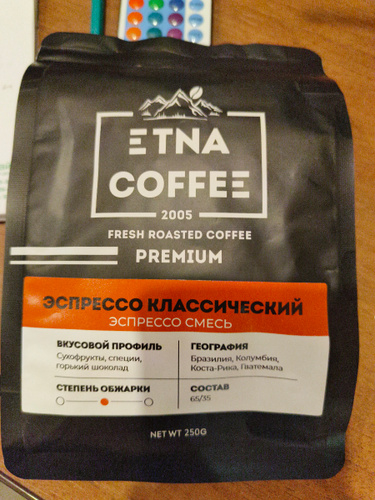 ETNA
COFFEE
2005
FRESH ROASTED COFFEE
PREMIUM
ЭСПРЕССО КЛАССИЧЕСКИЙ
ЭСПРЕССО СМЕСЬ
ВКУСОВОЙ ПРОФИЛЬ
Сухофрукты, специи,
горький шоколад
ГЕОГРАФИЯ
Бразилия, Колумбия,
Коста-Рика, Гватемала
СТЕПЕНЬ ОБЖАРКИ
СОСТАВ
65/35
NET WT 250G